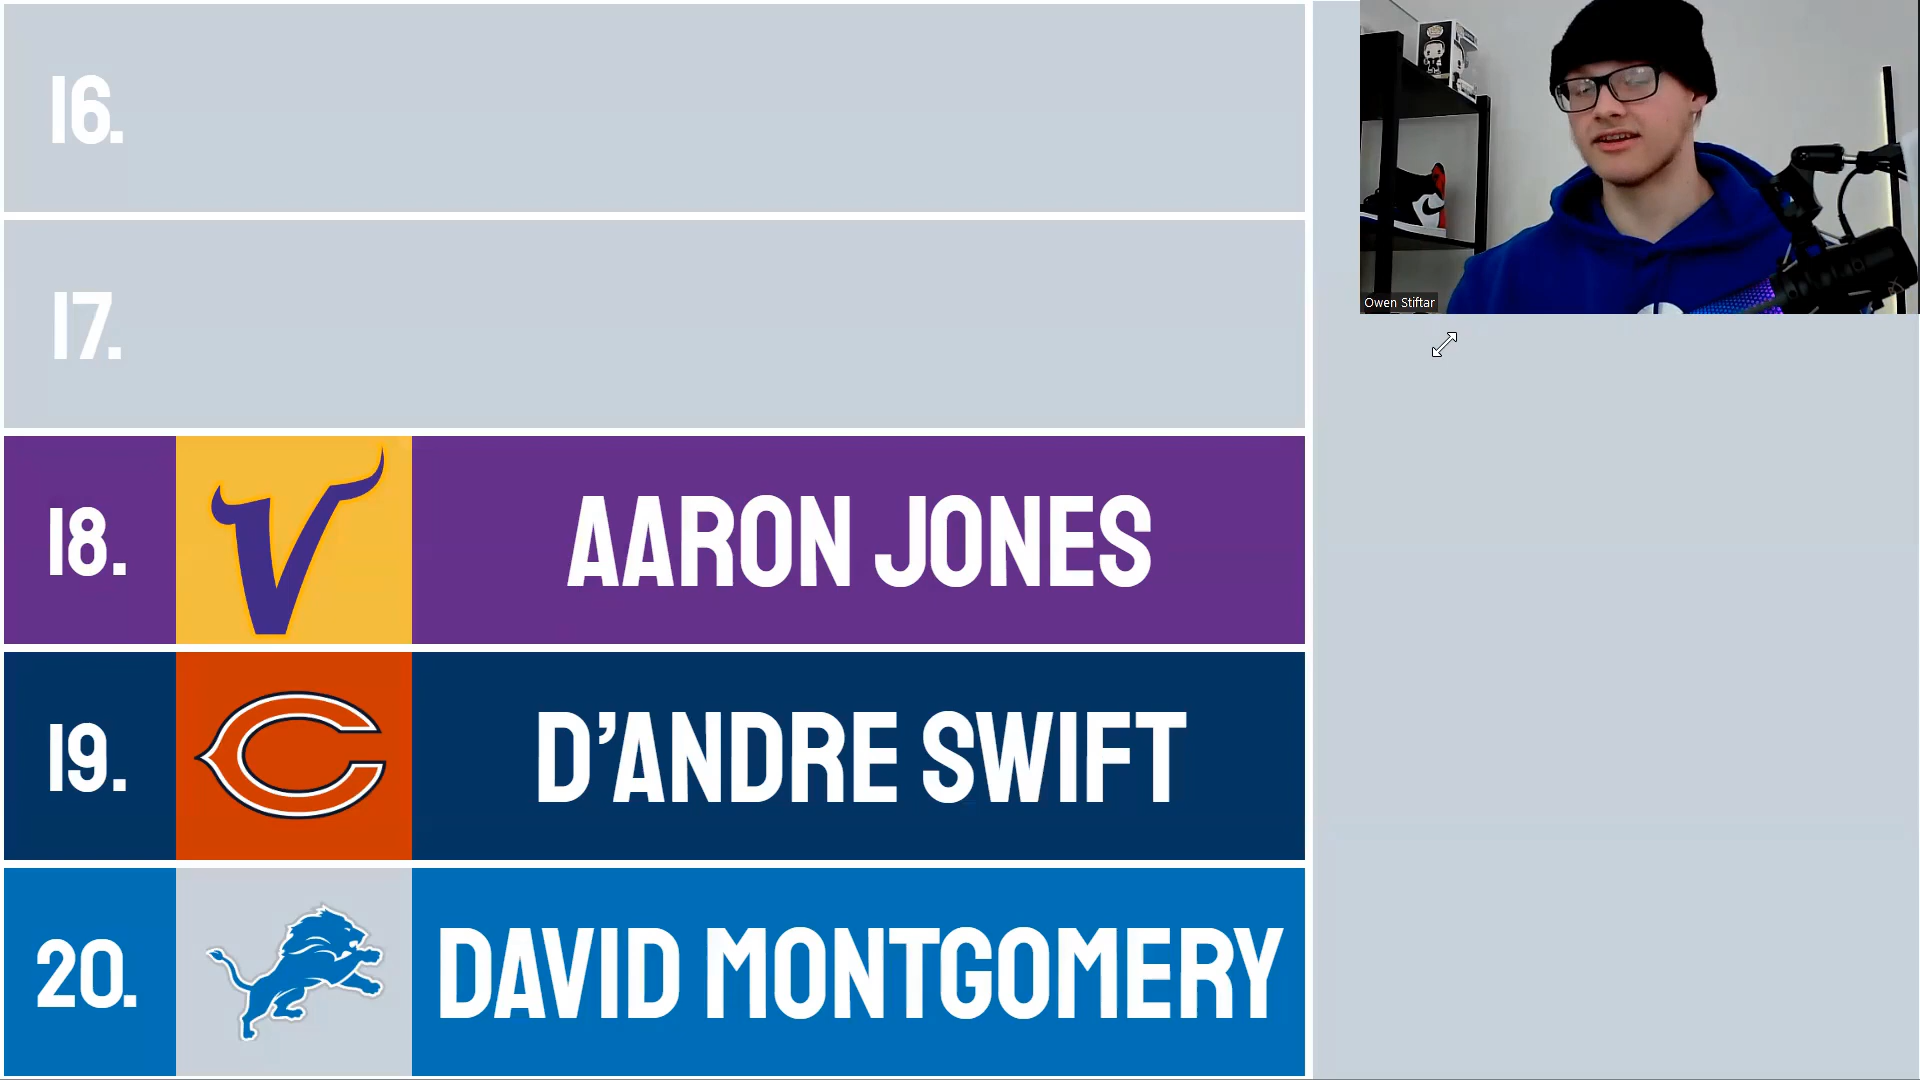 16.
17.
18. AARON JONES
19. D'ANDRE SWIFT
20. DAVID MONTGOMERY
Owen Stiftar